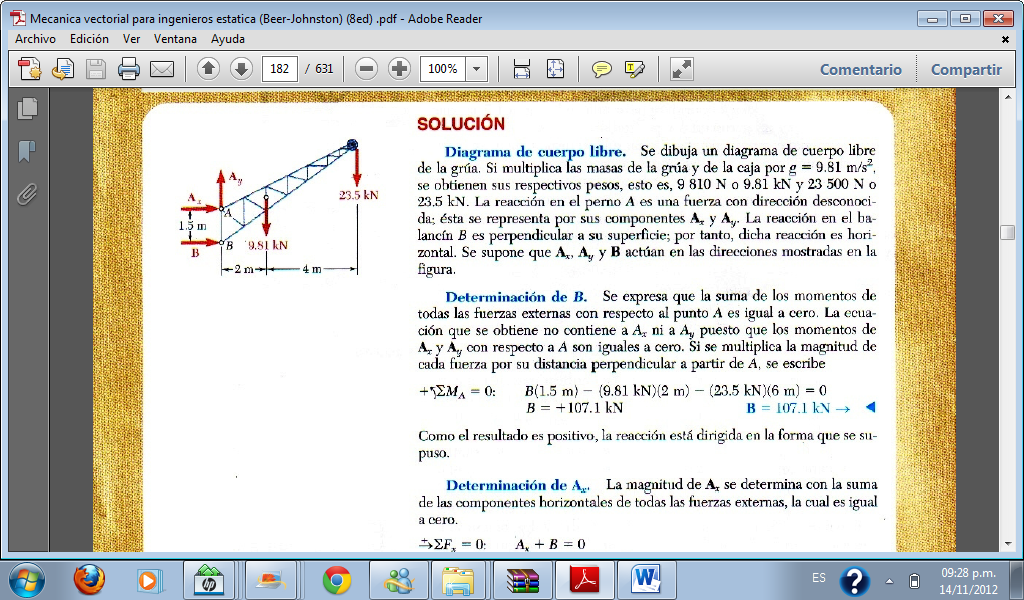 Mecanica vectorial para ingenieros estatica (Beer-Johnston) (8ed) .pdf - Adobe Reader
Archivo Edición Ver Ventana Ayuda
182 / 631 100% Comentario Compartir
SOLUCIÓN
Diagrama de cuerpo libre. Se dibuja un diagrama de cuerpo libre
de la grúa. Si multiplica las masas de la grúa y de la caja por g = 9.81 m/s²,
se obtienen sus respectivos pesos, esto es, 9 810 N o 9.81 kN y 23 500 N o
23.5 kN. La reacción en el perno A es una fuerza con dirección desconoci-
da; ésta se representa por sus componentes Aₓ y Aᵧ. La reacción en el ba-
lancín B es perpendicular a su superficie; por tanto, dicha reacción es hori-
zontal. Se supone que Aₓ, Aᵧ y B actúan en las direcciones mostradas en la
figura.
Aᵧ
Aₓ
A
23.5 kN
1.5 m
B
9.81 kN
B
2 m
4 m
Determinación de B. Se expresa que la suma de los momentos de
todas las fuerzas externas con respecto al punto A es igual a cero. La ecua-
ción que se obtiene no contiene a Aₓ ni a Aᵧ puesto que los momentos de
Aₓ y Aᵧ con respecto a A son iguales a cero. Si se multiplica la magnitud de
cada fuerza por su distancia perpendicular a partir de A, se escribe
+↰ΣM_A = 0: B(1.5 m) − (9.81 kN)(2 m) − (23.5 kN)(6 m) = 0
B = +107.1 kN B = 107.1 kN → ◀
Como el resultado es positivo, la reacción está dirigida en la forma que se su-
puso.
Determinación de Aₓ. La magnitud de Aₓ se determina con la suma
de las componentes horizontales de todas las fuerzas externas, la cual es igual
a cero.
⁺→ΣFₓ = 0: Aₓ + B = 0
hp
ES
09:28 p.m.
14/11/2012